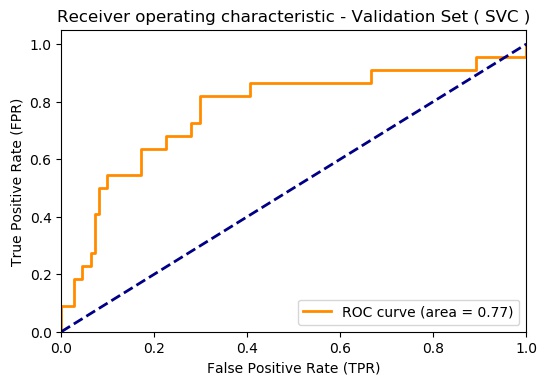 Receiver operating characteristic - Validation Set ( SVC )
1.0
0.8
0.6
0.4
0.2
0.0
True Positive Rate (FPR)
ROC curve (area = 0.77)
0.0 0.2 0.4 0.6 0.8 1.0
False Positive Rate (TPR)